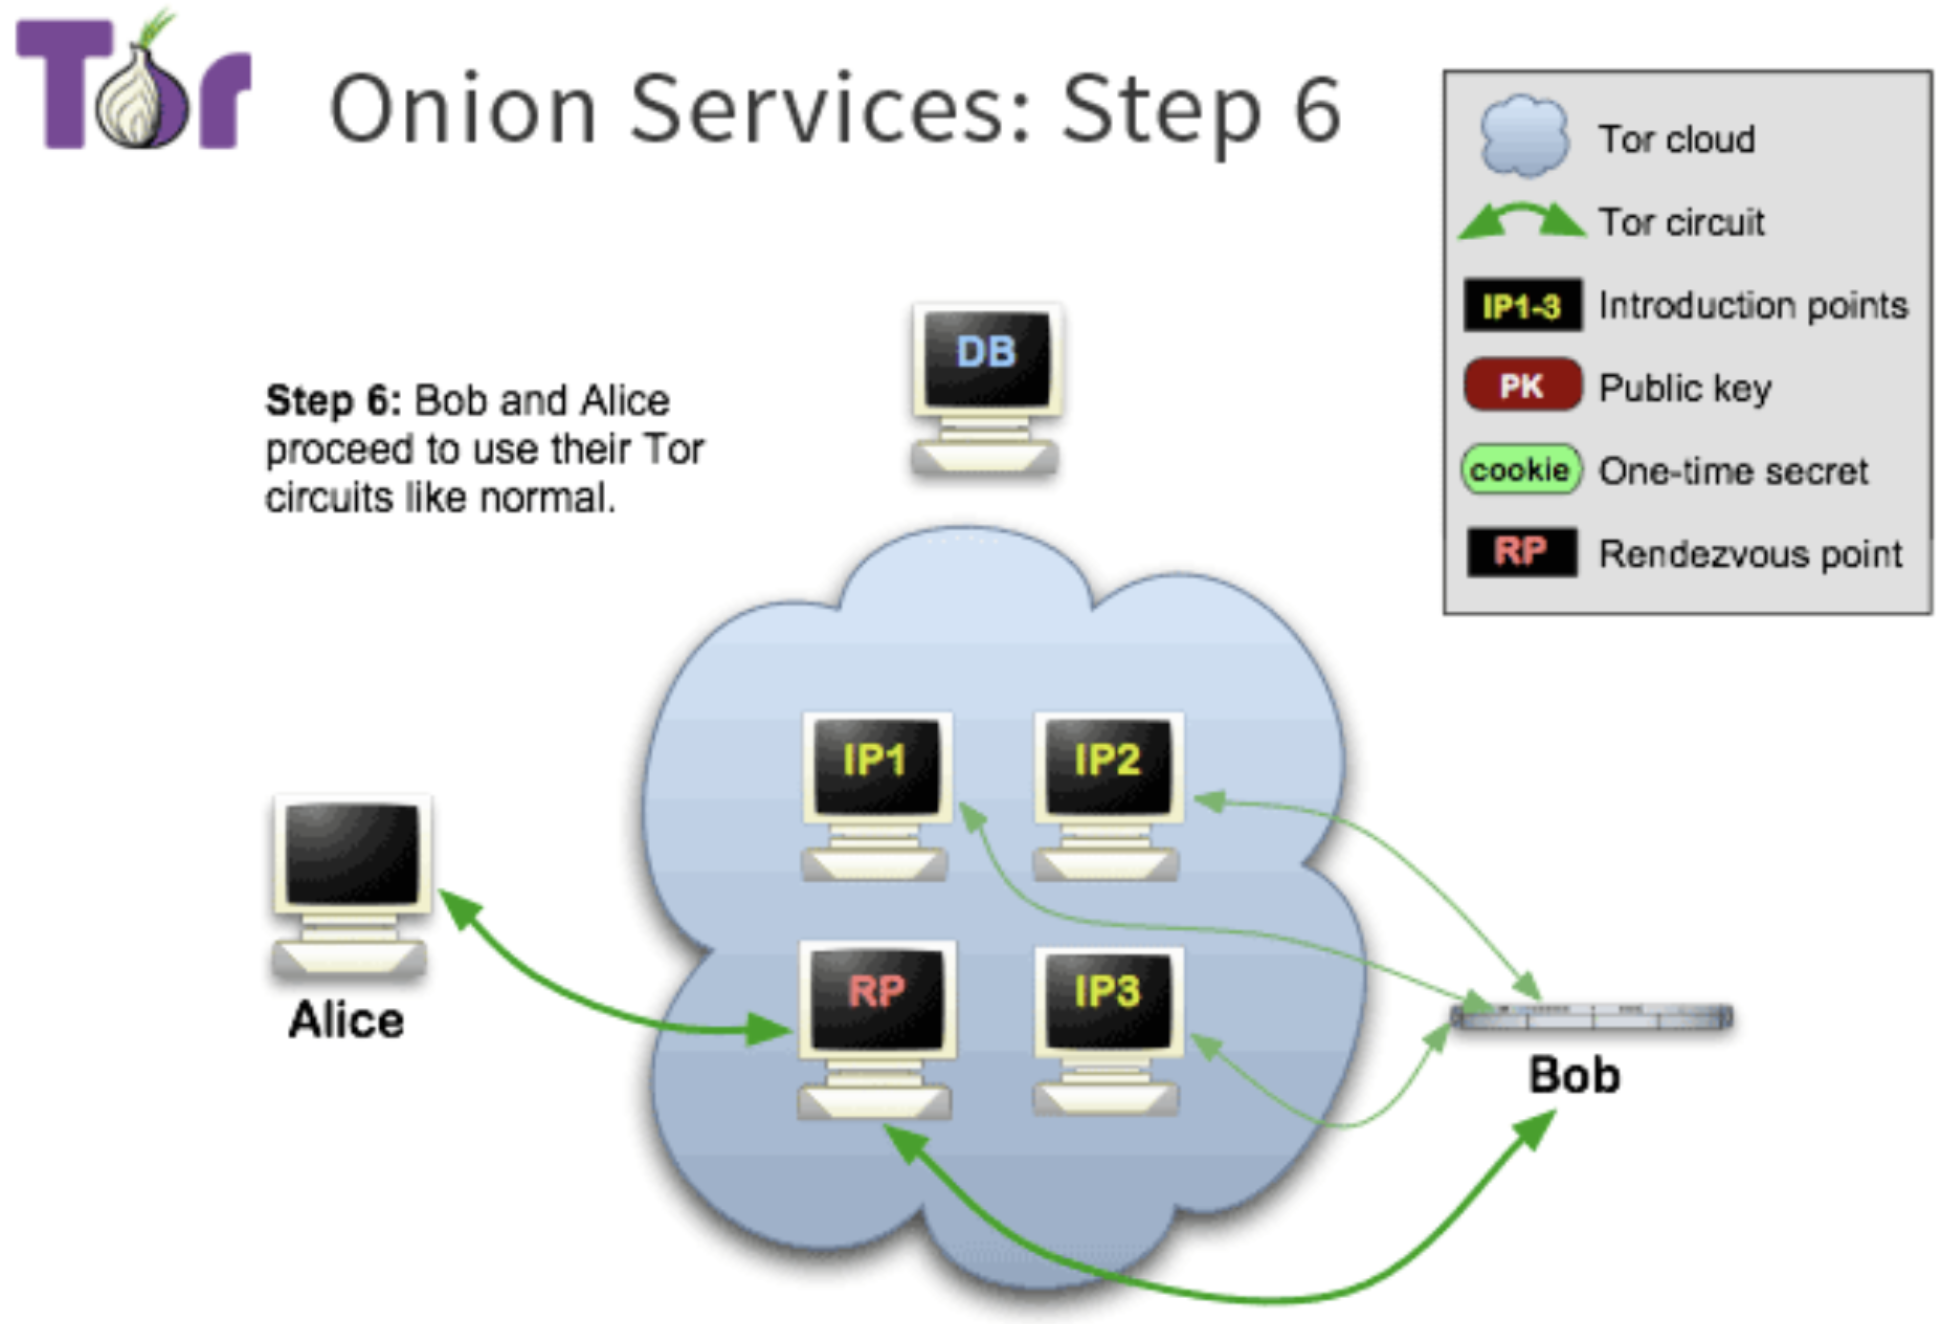 Tor
Onion Services: Step 6
Tor cloud
Tor circuit
IP1-3 Introduction points
PK Public key
cookie One-time secret
RP Rendezvous point
DB
Step 6: Bob and Alice
proceed to use their Tor
circuits like normal.
IP1 IP2
RP IP3
Alice
Bob